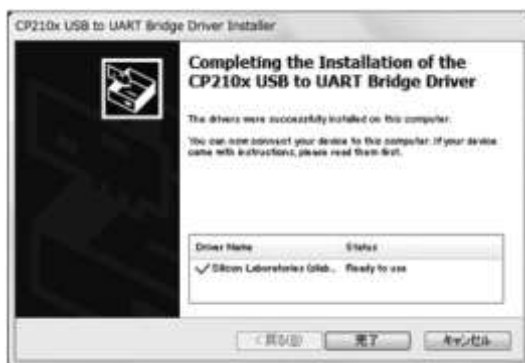 CP210x USB to UART Bridge Driver Installer
Completing the Installation of the
CP210x USB to UART Bridge Driver
The drivers were successfully installed on this computer.
You can now connect your device to this computer. If your device
came with instructions, please read them first.
Driver Name Status
Silicon Laboratories (silab... Ready to use
< 戻る(B) 完了 キャンセル